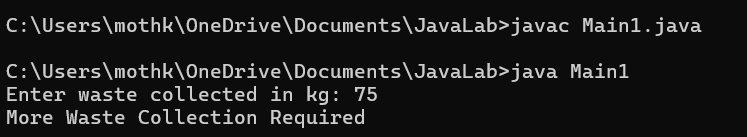 C:\Users\mothk\OneDrive\Documents\JavaLab>javac Main1.java
C:\Users\mothk\OneDrive\Documents\JavaLab>java Main1
Enter waste collected in kg: 75
More Waste Collection Required